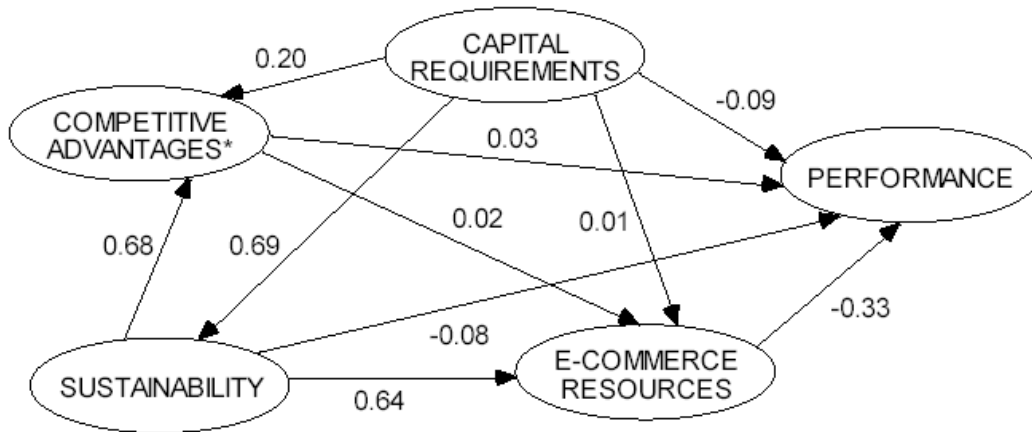 CAPITAL
REQUIREMENTS
0.20
-0.09
COMPETITIVE
ADVANTAGES*
0.03
PERFORMANCE
0.02
0.01
0.68
0.69
-0.33
-0.08
E-COMMERCE
RESOURCES
SUSTAINABILITY
0.64